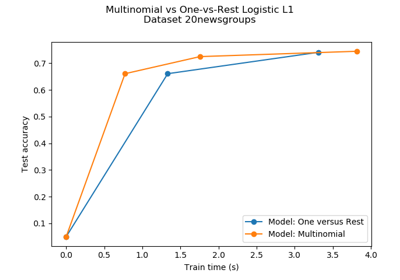 Multinomial vs One-vs-Rest Logistic L1
Dataset 20newsgroups
Test accuracy
0.7
0.6
0.5
0.4
0.3
0.2
0.1
0.0
0.5
1.0
1.5
2.0
2.5
3.0
3.5
4.0
Train time (s)
Model: One versus Rest
Model: Multinomial